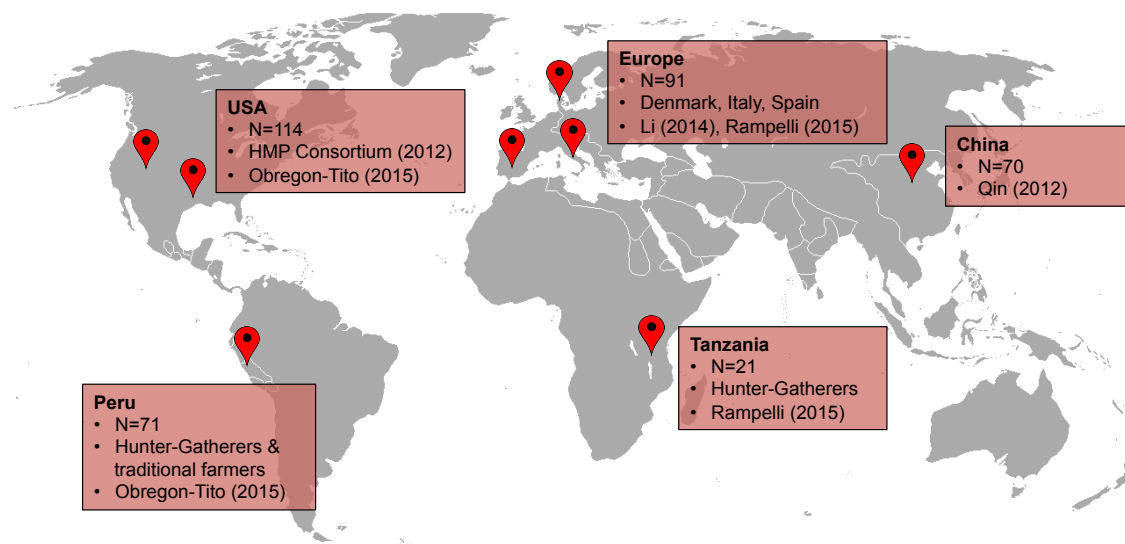 Europe
• N=91
• Denmark, Italy, Spain
• Li (2014), Rampelli (2015)
USA
• N=114
• HMP Consortium (2012)
• Obregon-Tito (2015)
China
• N=70
• Qin (2012)
Tanzania
• N=21
• Hunter-Gatherers
• Rampelli (2015)
Peru
• N=71
• Hunter-Gatherers &
traditional farmers
• Obregon-Tito (2015)